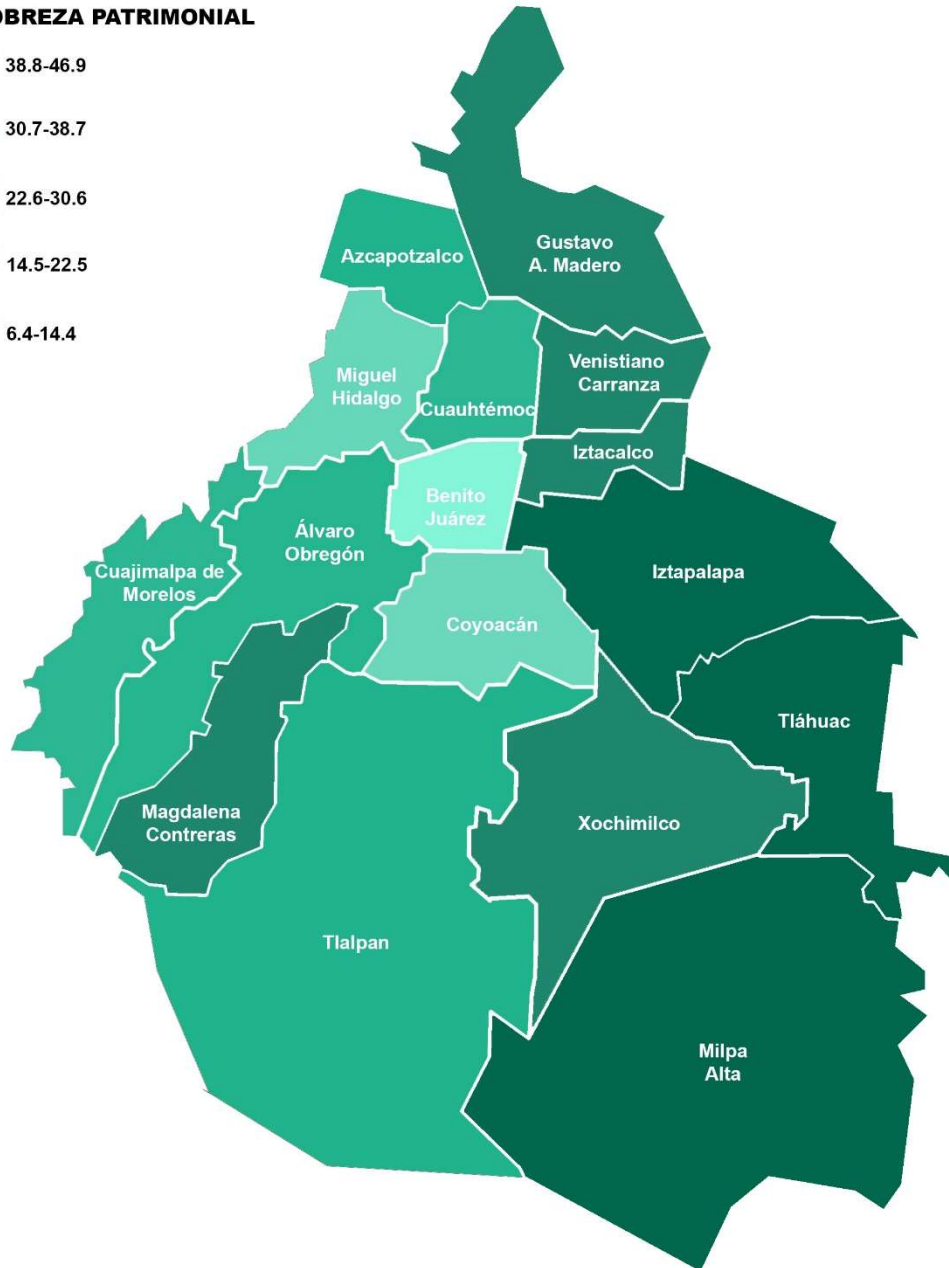 OBREZA PATRIMONIAL
38.8-46.9
30.7-38.7
22.6-30.6
14.5-22.5
6.4-14.4
Azcapotzalco
Gustavo
A. Madero
Miguel
Hidalgo
Cuauhtémoc
Venistiano
Carranza
Iztacalco
Benito
Juárez
Álvaro
Obregón
Cuajimalpa de
Morelos
Iztapalapa
Coyoacán
Tláhuac
Magdalena
Contreras
Xochimilco
Tlalpan
Milpa
Alta